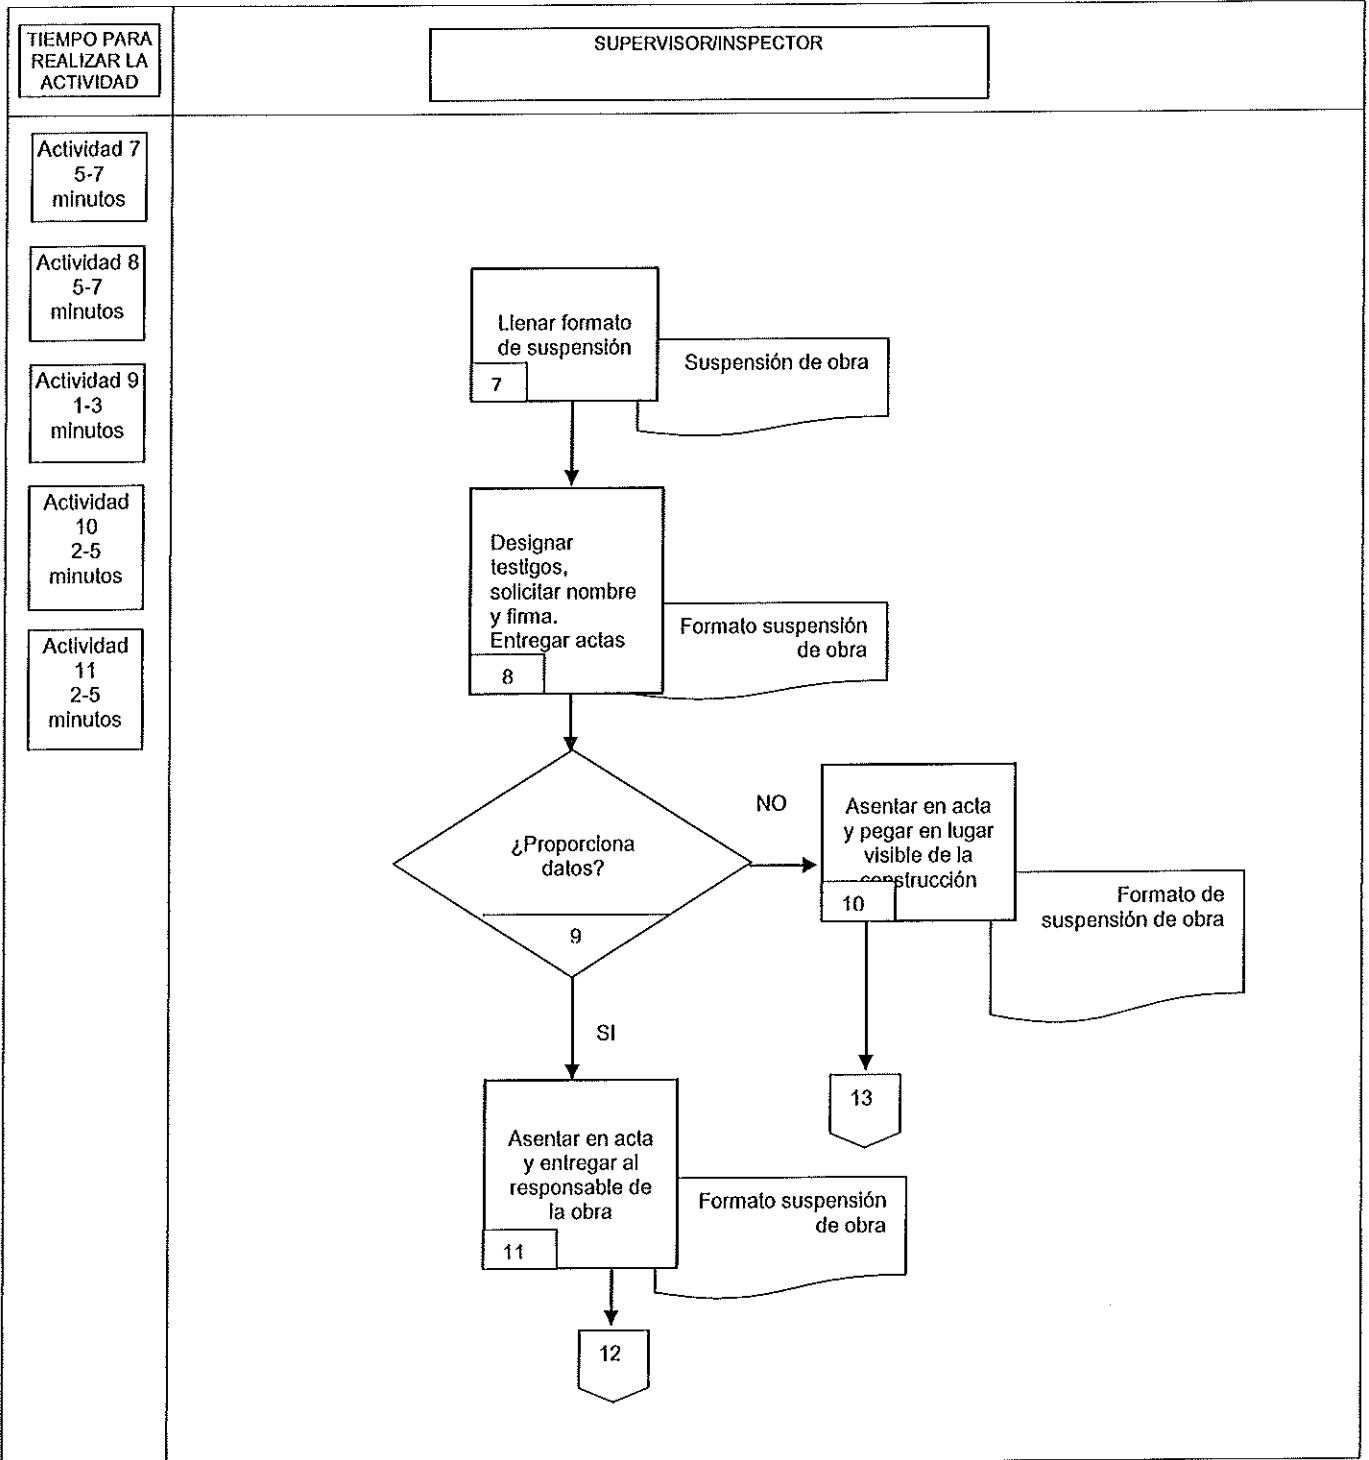 TIEMPO PARA
REALIZAR LA
ACTIVIDAD
SUPERVISOR/INSPECTOR
Actividad 7
5-7
minutos
Actividad 8
5-7
minutos
Actividad 9
1-3
minutos
Actividad
10
2-5
minutos
Actividad
11
2-5
minutos
Llenar formato
de suspensión
7
Suspensión de obra
Designar
testigos,
solicitar nombre
y firma.
Entregar actas
8
Formato suspensión
de obra
¿Proporciona
datos?
9
NO
Asentar en acta
y pegar en lugar
visible de la
construcción
10
Formato de
suspensión de obra
13
SI
Asentar en acta
y entregar al
responsable de
la obra
11
Formato suspensión
de obra
12